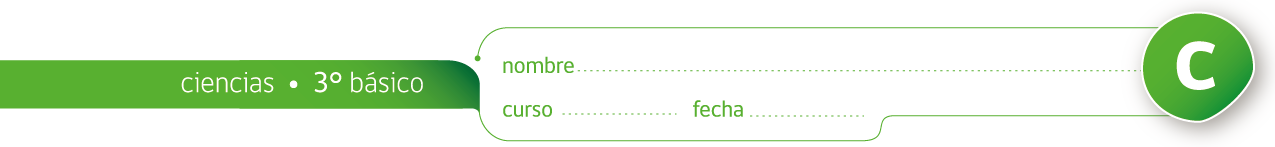 ciencias • 3° básico
nombre
curso fecha
C